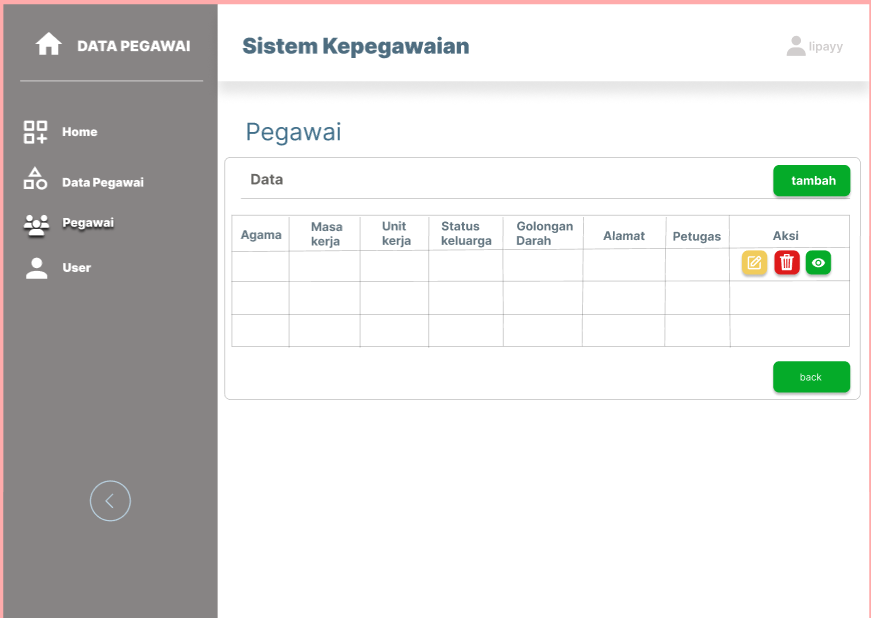 DATA PEGAWAI
Sistem Kepegawaian
lipayy
Home
Data Pegawai
Pegawai
User
Pegawai
Data
tambah
Agama
Masa
kerja
Unit
kerja
Status
keluarga
Golongan
Darah
Alamat
Petugas
Aksi
back